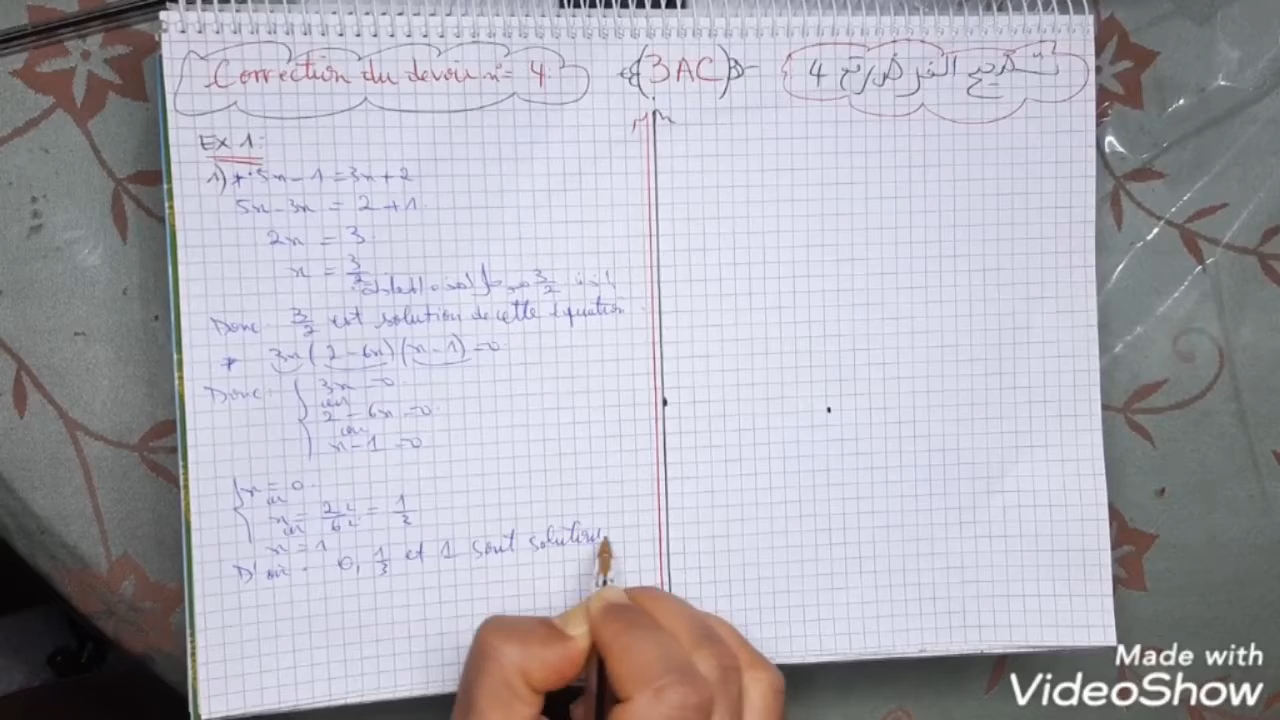 Correction du devoir n°= 4
3AC
تصحيح الفرض رقم 4
Ex 1:
1) * 5x - 1 = 3x + 2
5x - 3x = 2 + 1
2x = 3
x = 3/2
3/2
Donc 3/2 est solution de cette équation
* 3x (2 - 6x)(x - 1) = 0
Donc 3x = 0
ou
2 - 6x = 0
ou
x - 1 = 0
x = 0
ou
ou
x = 1
D'où 0, 1/3 et 1 sont solutions
Made with
VideoShow